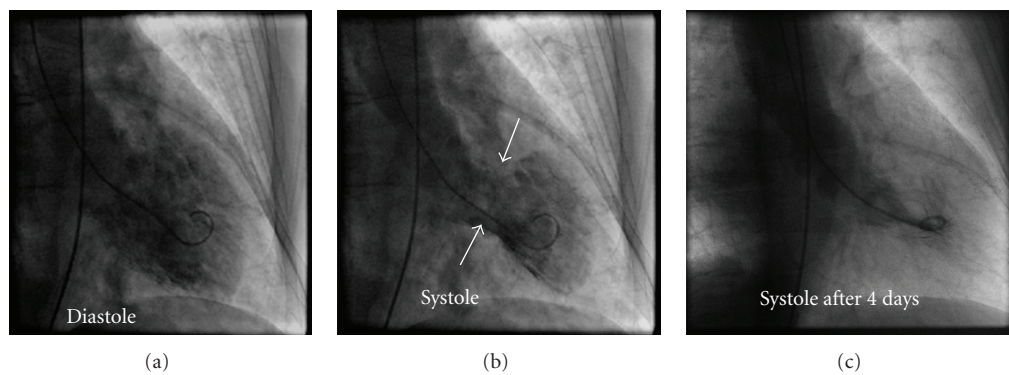 Diastole
Systole
Systole after 4 days
(a)
(b)
(c)